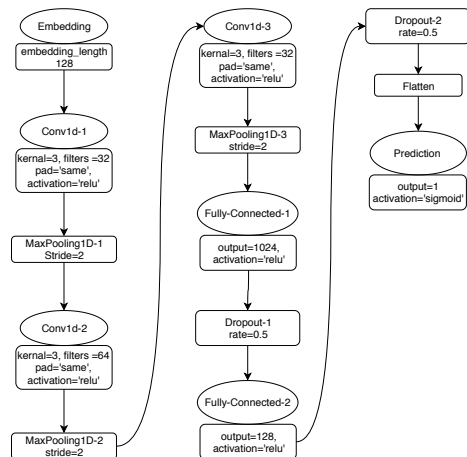 Embedding
embedding_length
128
Conv1d-1
kernal=3, filters =32
pad='same',
activation='relu'
MaxPooling1D-1
Stride=2
Conv1d-2
kernal=3, filters =64
pad='same',
activation='relu'
MaxPooling1D-2
stride=2
Conv1d-3
kernal=3, filters =32
pad='same',
activation='relu'
MaxPooling1D-3
stride=2
Fully-Connected-1
output=1024,
activation='relu'
Dropout-1
rate=0.5
Fully-Connected-2
output=128,
activation='relu'
Dropout-2
rate=0.5
Flatten
Prediction
output=1
activation='sigmoid'